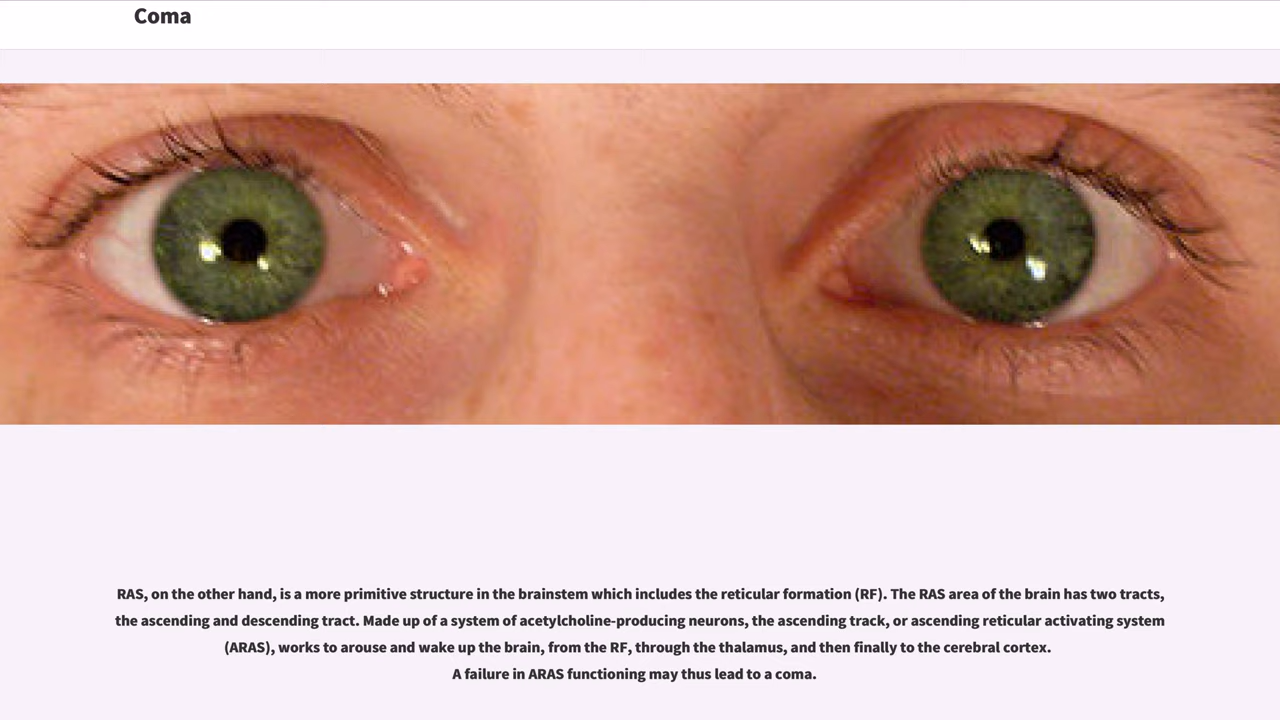 Coma
RAS, on the other hand, is a more primitive structure in the brainstem which includes the reticular formation (RF). The RAS area of the brain has two tracts,
the ascending and descending tract. Made up of a system of acetylcholine-producing neurons, the ascending track, or ascending reticular activating system
(ARAS), works to arouse and wake up the brain, from the RF, through the thalamus, and then finally to the cerebral cortex.
A failure in ARAS functioning may thus lead to a coma.